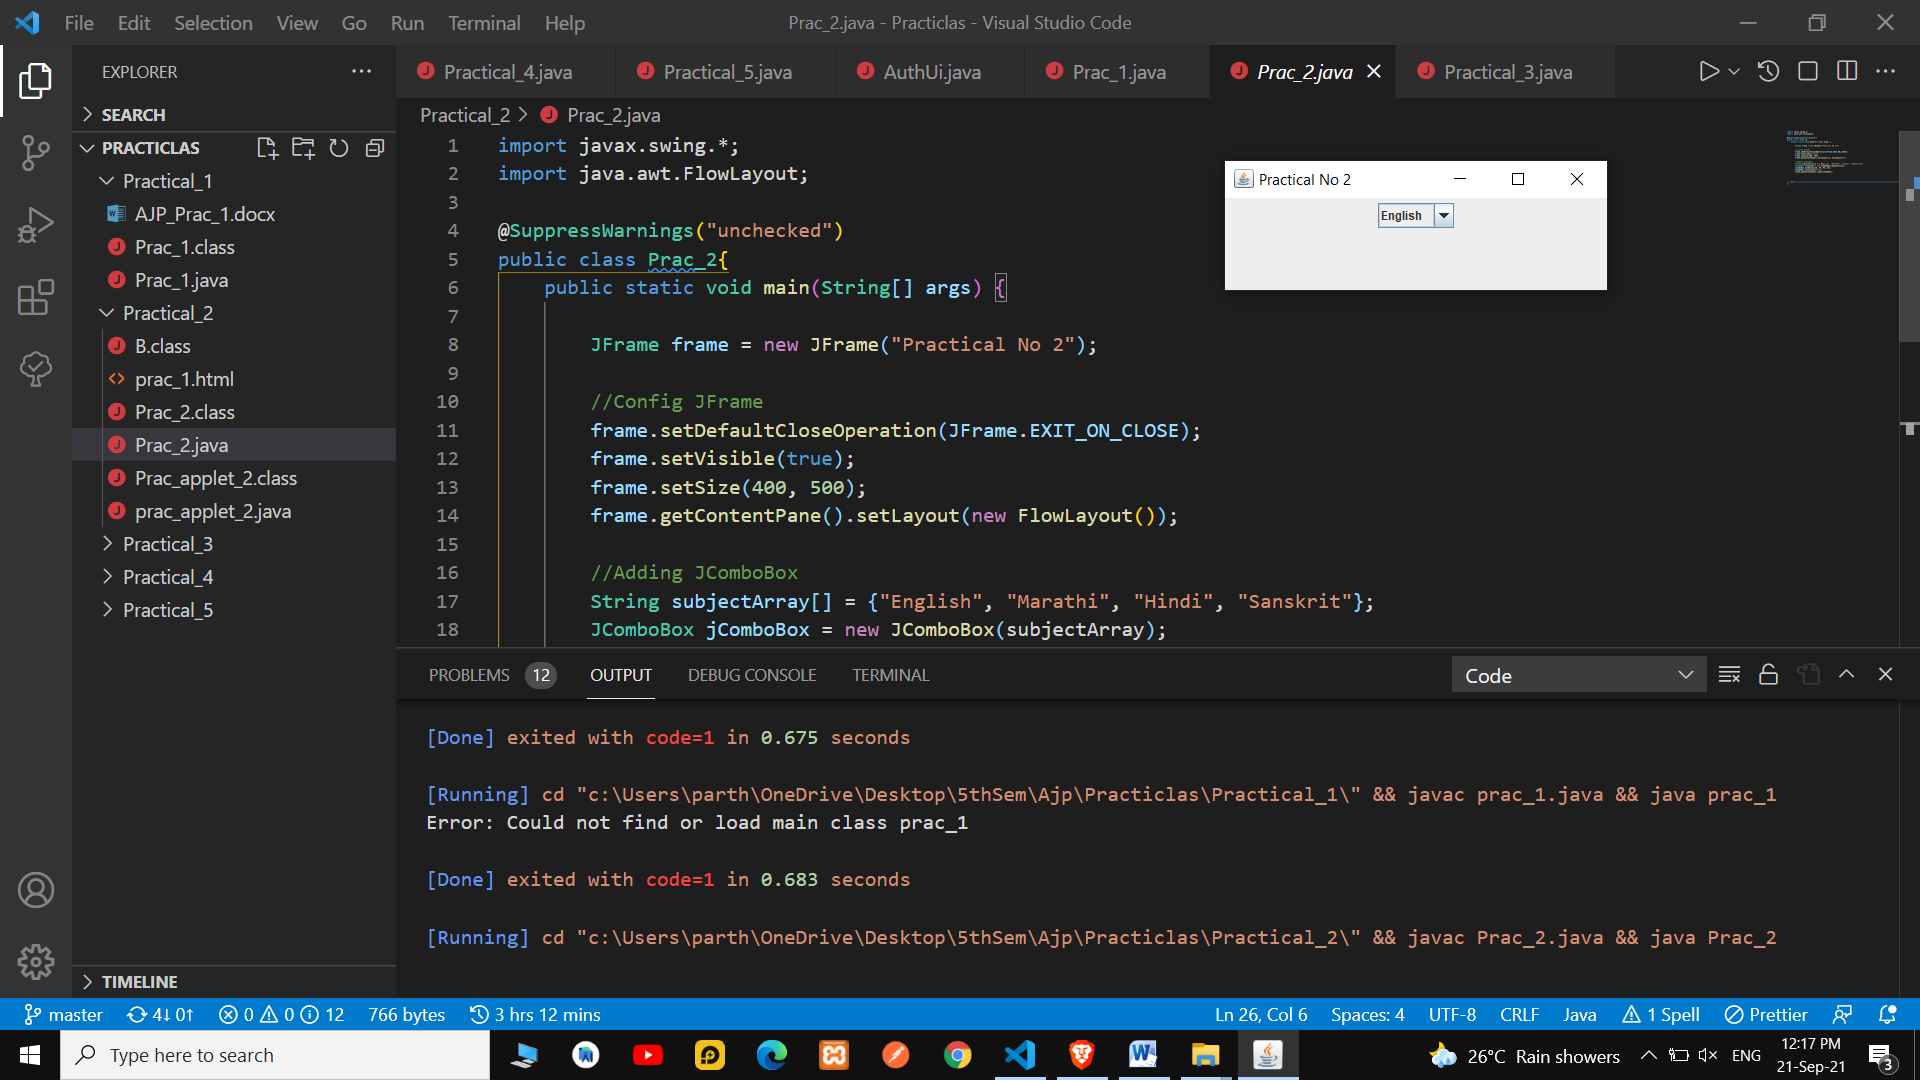 File Edit Selection View Go Run Terminal Help
Prac_2.java - Practiclas - Visual Studio Code
EXPLORER
SEARCH
PRACTICLAS
Practical_1
AJP_Prac_1.docx
Prac_1.class
Prac_1.java
Practical_2
B.class
prac_1.html
Prac_2.class
Prac_2.java
Prac_applet_2.class
prac_applet_2.java
Practical_3
Practical_4
Practical_5
TIMELINE
Practical_4.java Practical_5.java AuthUi.java Prac_1.java Prac_2.java Practical_3.java
Practical_2 > Prac_2.java
1 import javax.swing.*;
2 import java.awt.FlowLayout;
3
4 @SuppressWarnings("unchecked")
5 public class Prac_2{
6 public static void main(String[] args) {
7
8 JFrame frame = new JFrame("Practical No 2");
9
10 //Config JFrame
11 frame.setDefaultCloseOperation(JFrame.EXIT_ON_CLOSE);
12 frame.setVisible(true);
13 frame.setSize(400, 500);
14 frame.getContentPane().setLayout(new FlowLayout());
15
16 //Adding JComboBox
17 String subjectArray[] = {"English", "Marathi", "Hindi", "Sanskrit"};
18 JComboBox jComboBox = new JComboBox(subjectArray);
Practical No 2
English
PROBLEMS 12 OUTPUT DEBUG CONSOLE TERMINAL
Code
[Done] exited with code=1 in 0.675 seconds
[Running] cd "c:\Users\parth\OneDrive\Desktop\5thSem\Ajp\Practiclas\Practical_1\" && javac prac_1.java && java prac_1
Error: Could not find or load main class prac_1
[Done] exited with code=1 in 0.683 seconds
[Running] cd "c:\Users\parth\OneDrive\Desktop\5thSem\Ajp\Practiclas\Practical_2\" && javac Prac_2.java && java Prac_2
master 4↓ 0↑ 0 0 12 766 bytes 3 hrs 12 mins
Ln 26, Col 6 Spaces: 4 UTF-8 CRLF Java 1 Spell Prettier
Type here to search
26°C Rain showers
ENG
12:17 PM
21-Sep-21
3